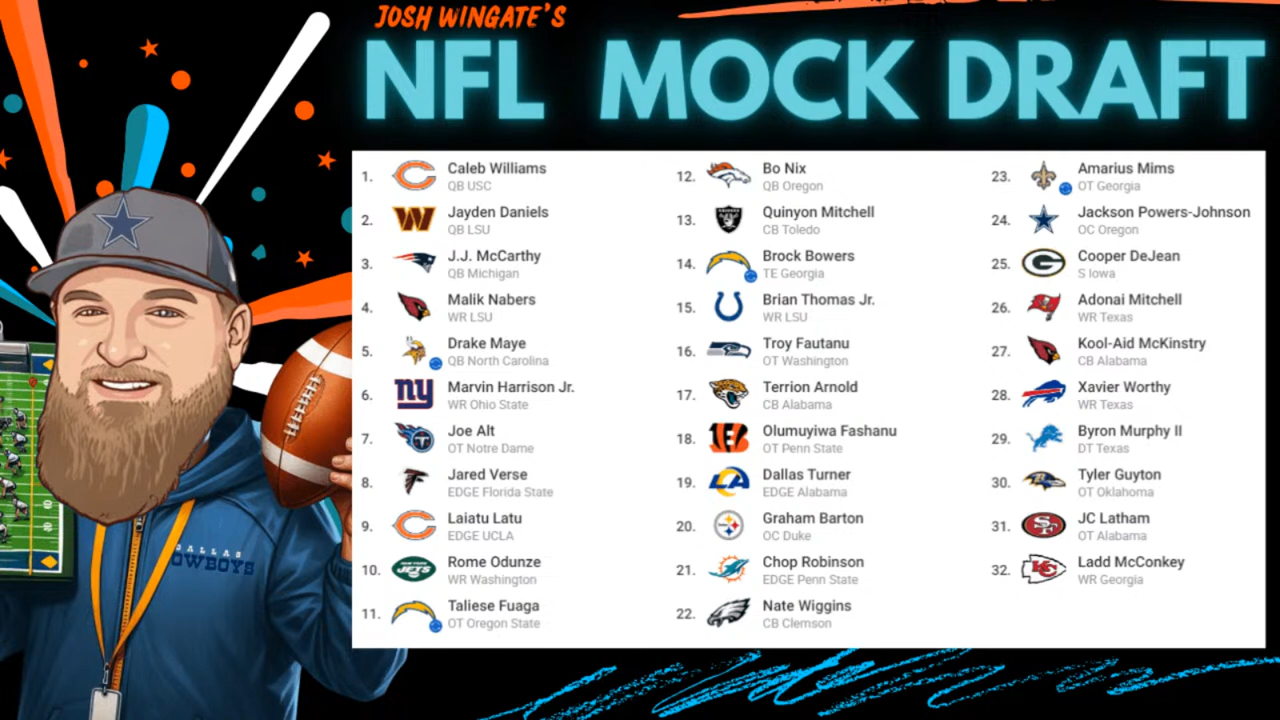 JOSH WINGATE'S
NFL MOCK DRAFT
1. Caleb Williams
QB USC
2. Jayden Daniels
QB LSU
3. J.J. McCarthy
QB Michigan
4. Malik Nabers
WR LSU
5. Drake Maye
QB North Carolina
6. ny Marvin Harrison Jr.
WR Ohio State
7. Joe Alt
OT Notre Dame
8. Jared Verse
EDGE Florida State
9. Laiatu Latu
EDGE UCLA
10. JETS Rome Odunze
WR Washington
11. Taliese Fuaga
OT Oregon State
12. Bo Nix
QB Oregon
13. RAIDERS Quinyon Mitchell
CB Toledo
14. Brock Bowers
TE Georgia
15. Brian Thomas Jr.
WR LSU
16. Troy Fautanu
OT Washington
17. Terrion Arnold
CB Alabama
18. B Olumuyiwa Fashanu
OT Penn State
19. LA Dallas Turner
EDGE Alabama
20. Steelers Graham Barton
OC Duke
21. Chop Robinson
EDGE Penn State
22. Nate Wiggins
CB Clemson
23. Amarius Mims
OT Georgia
24. Jackson Powers-Johnson
OC Oregon
25. G Cooper DeJean
S Iowa
26. Adonai Mitchell
WR Texas
27. Kool-Aid McKinstry
CB Alabama
28. Xavier Worthy
WR Texas
29. Byron Murphy II
DT Texas
30. Tyler Guyton
OT Oklahoma
31. SF JC Latham
OT Alabama
32. KC Ladd McConkey
WR Georgia
DALLAS
COWBOYS